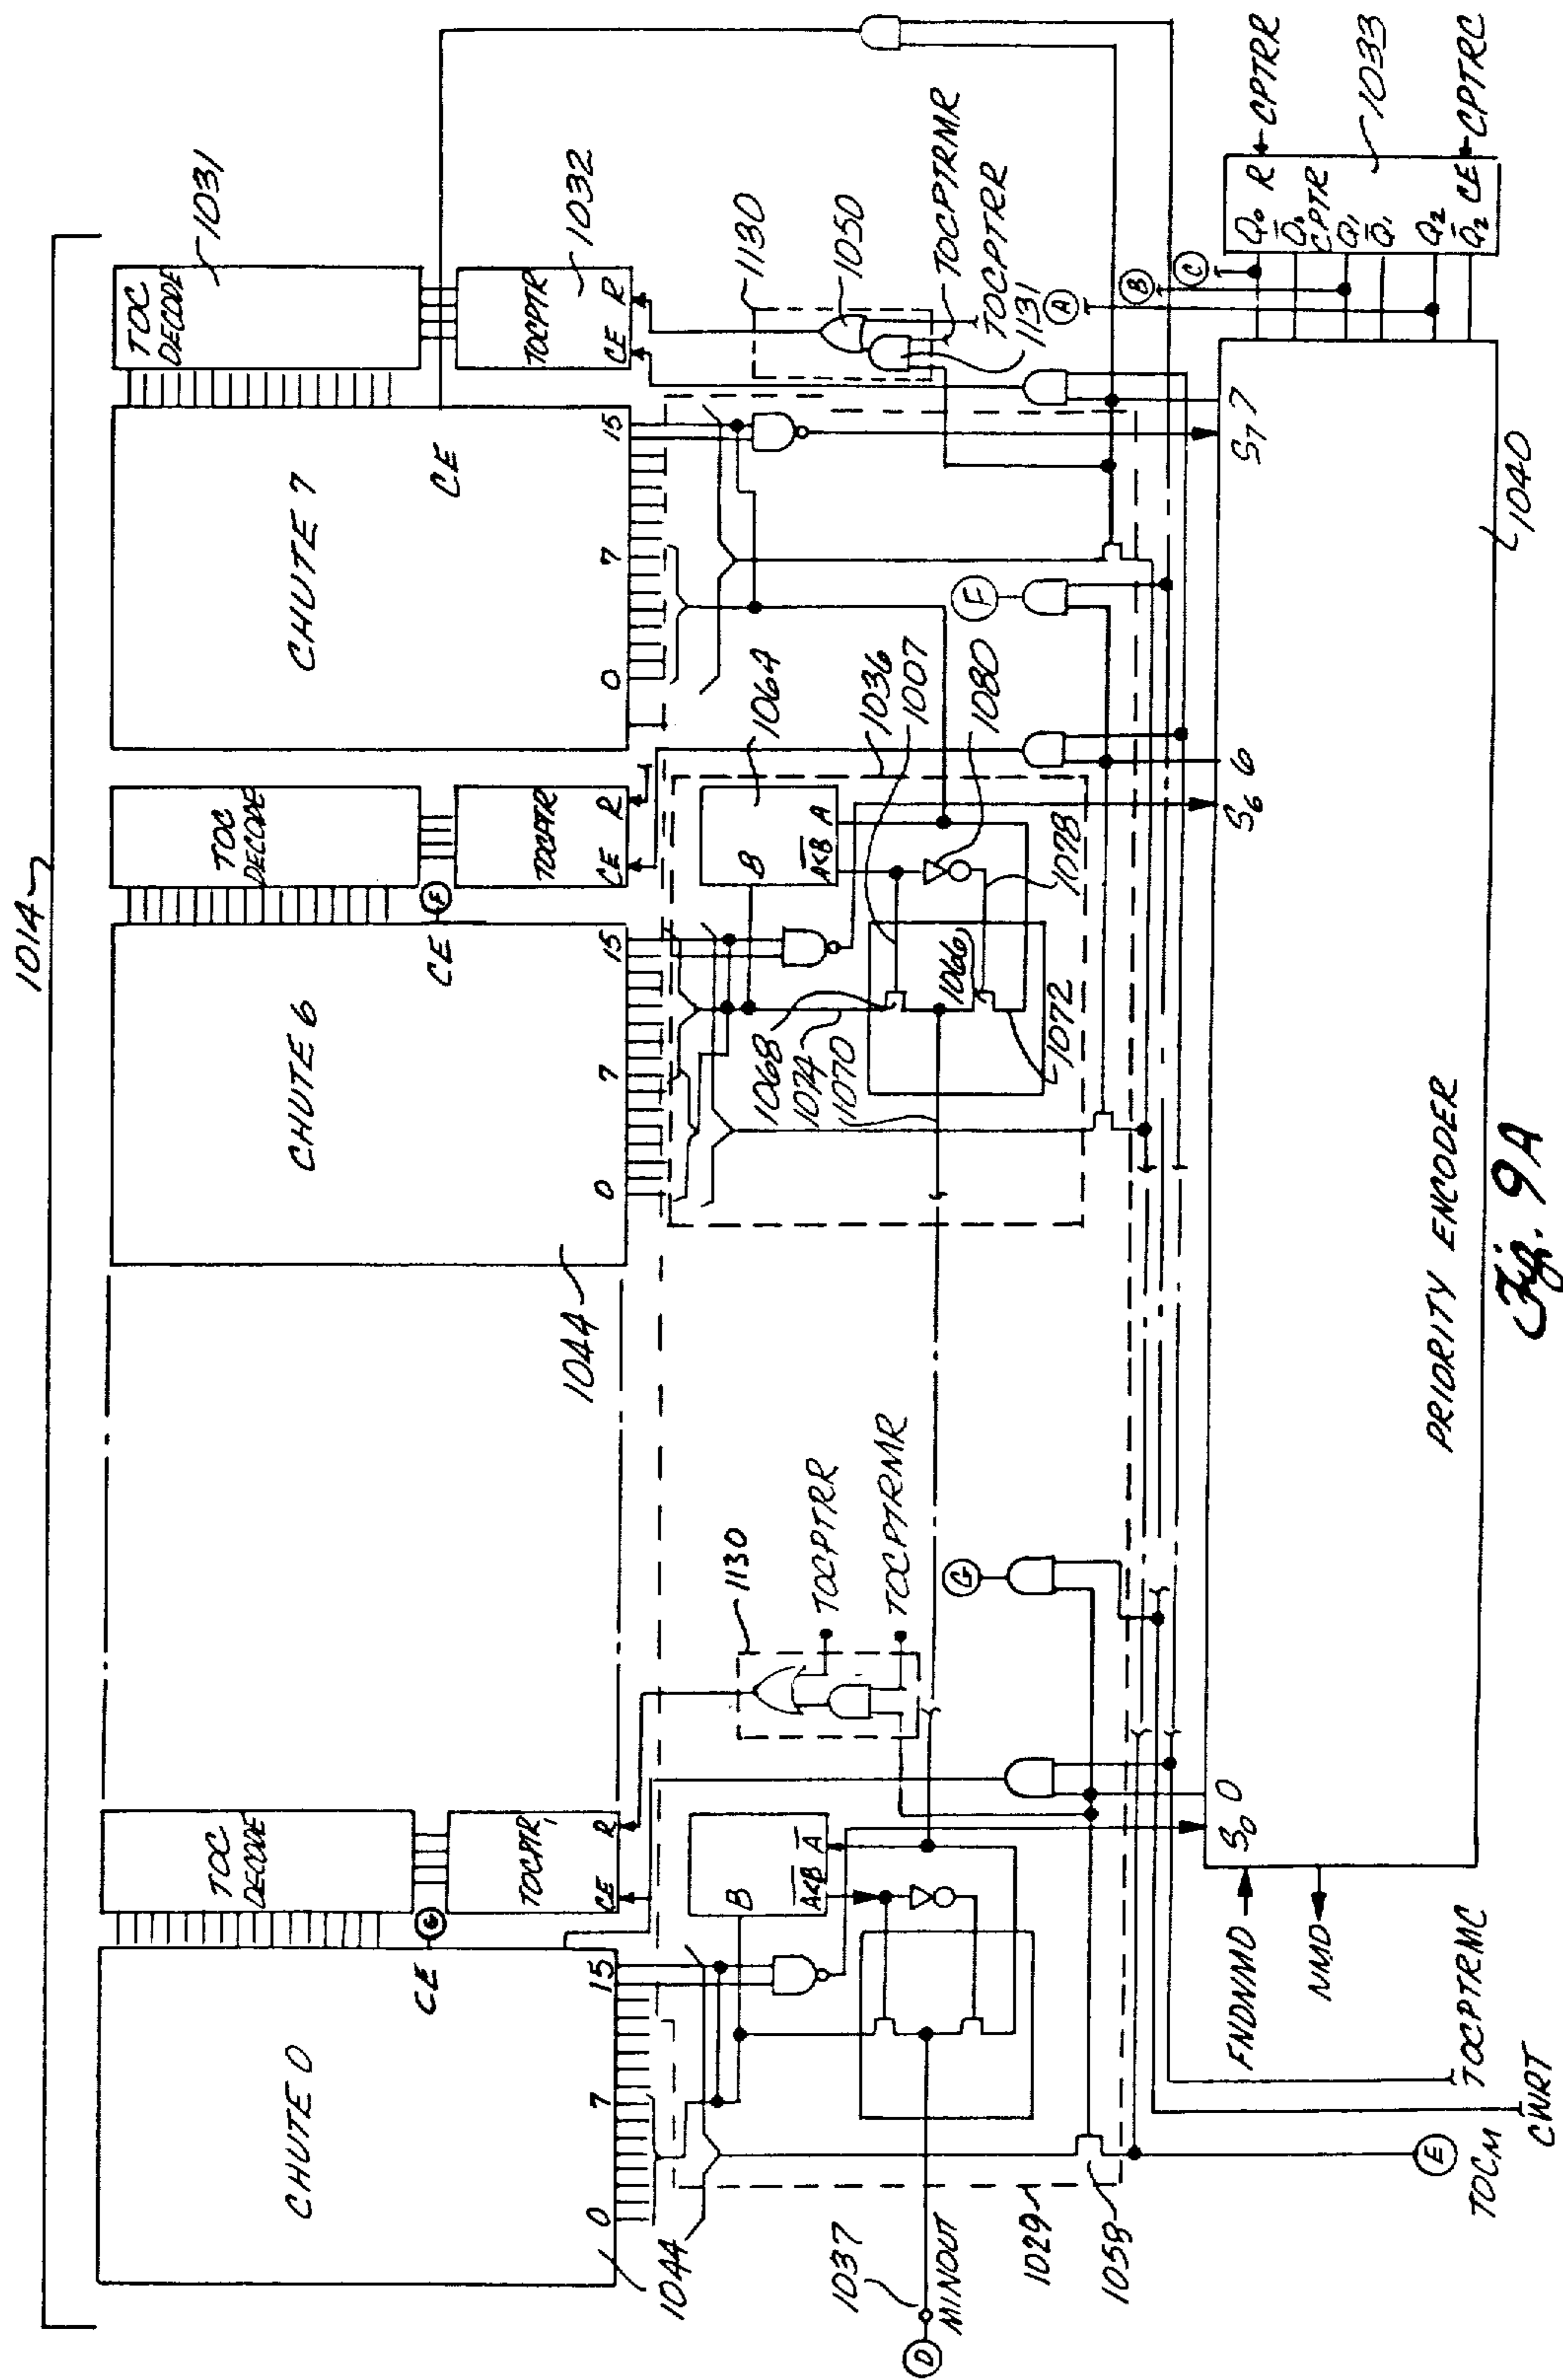 1014
CHUTE 0
CE
G
0
7
15
1044
TOC
DECODE
TOCPTR
CE
R
CHUTE 6
CE
F
0
7
15
1044
TOC
DECODE
TOCPTR
CE
R
CHUTE 7
CE
0
7
15
TOC
DECODE
1031
TOCPTR
CE
R
1032
B
A<B
A
1130
TOCPTRR
TOCPTRMR
G
B
A<B
A
1064
1036
1007
1080
1078
1068
1074
1070
1066
1072
F
1130
1050
TOCPTRMR
TOCPTRR
1131
A
B
C
D
1037
MINOUT
1029
1058
E
TOCM
CWRT
TOCPTRMC
FNDNMD
NMD
S0
0
S6
6
S7
7
PRIORITY ENCODER
1040
Q0
R
Q̅0
CPTR
Q1
Q̅1
Q2
Q̅2
CE
CPTRR
1033
CPTRC
Fig. 9A